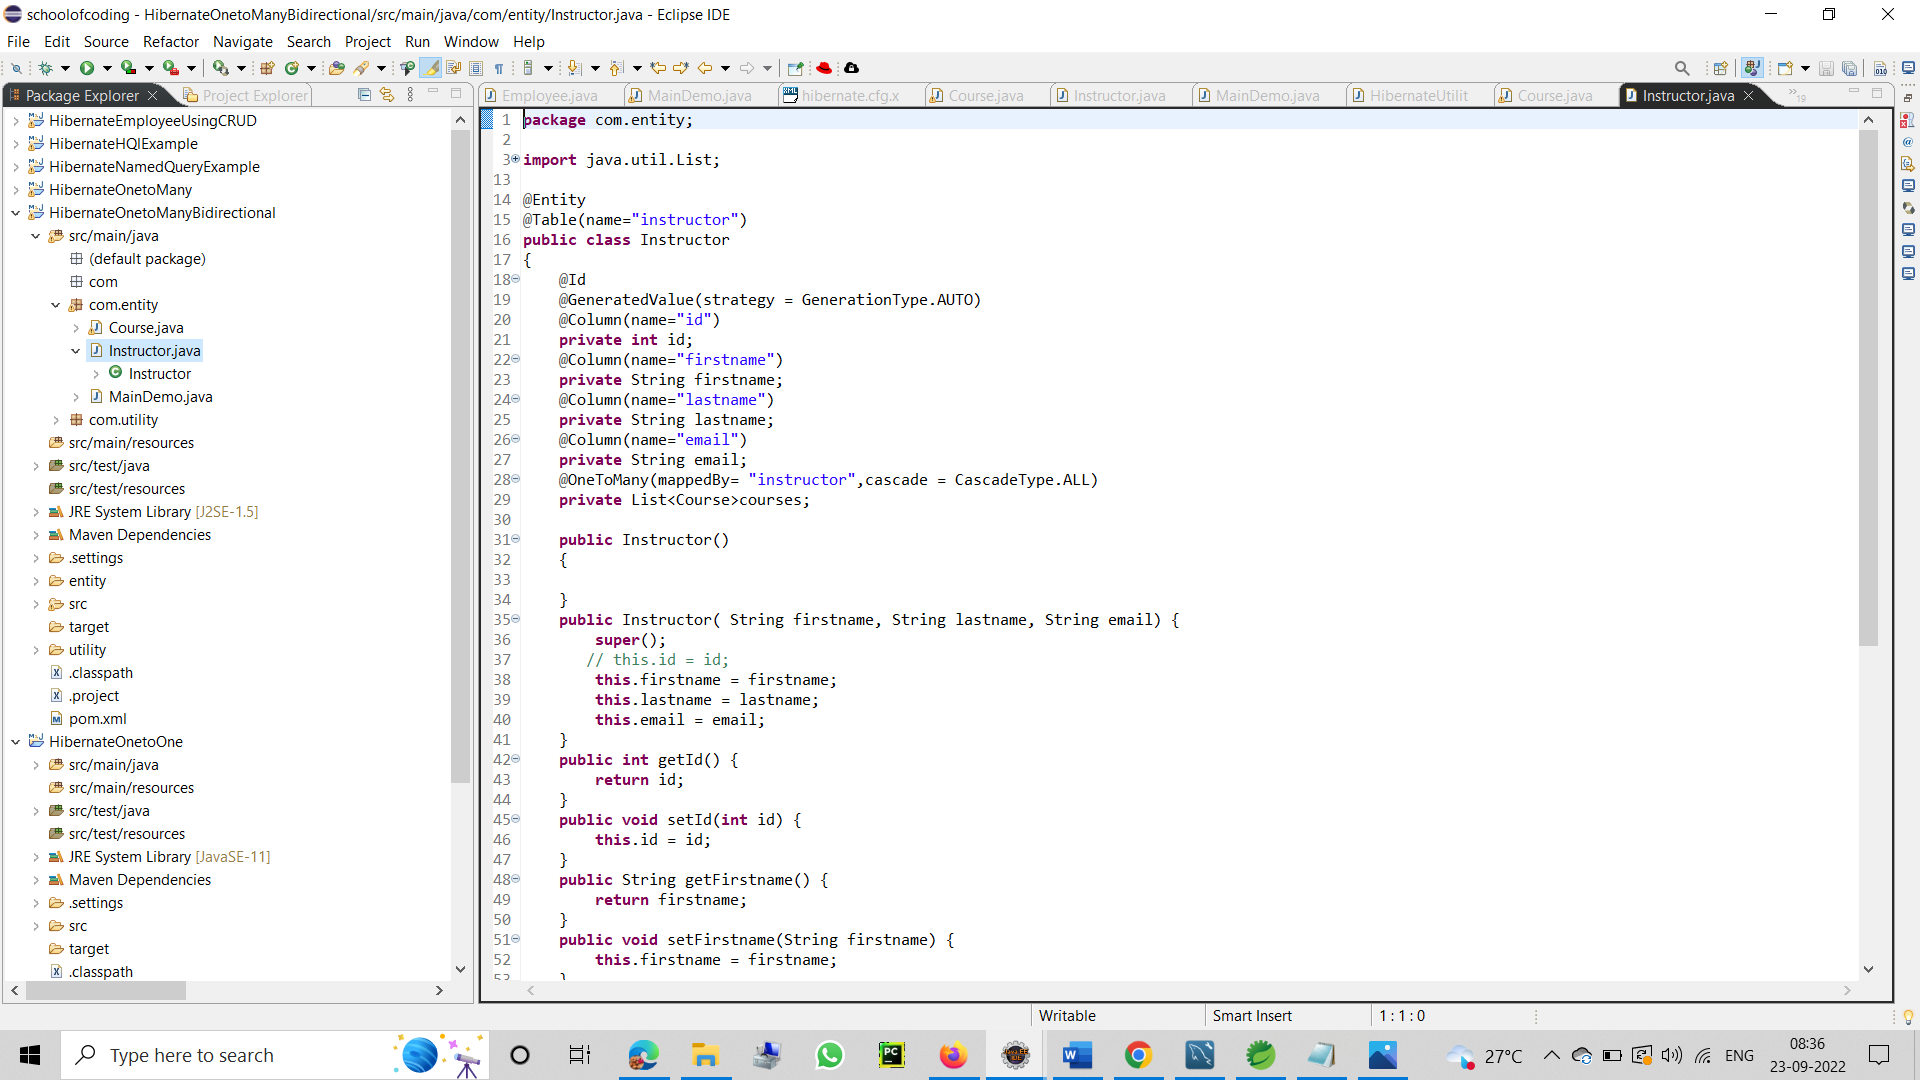 schoolofcoding - HibernateOnetoManyBidirectional/src/main/java/com/entity/Instructor.java - Eclipse IDE
File Edit Source Refactor Navigate Search Project Run Window Help
Package Explorer
Project Explorer
Employee.java
MainDemo.java
hibernate.cfg.x
Course.java
Instructor.java
MainDemo.java
HibernateUtilit
Course.java
Instructor.java
19
HibernateEmployeeUsingCRUD
HibernateHQlExample
HibernateNamedQueryExample
HibernateOnetoMany
HibernateOnetoManyBidirectional
src/main/java
(default package)
com
com.entity
Course.java
Instructor.java
Instructor
MainDemo.java
com.utility
src/main/resources
src/test/java
src/test/resources
JRE System Library [J2SE-1.5]
Maven Dependencies
.settings
entity
src
target
utility
.classpath
.project
pom.xml
HibernateOnetoOne
src/main/java
src/main/resources
src/test/java
src/test/resources
JRE System Library [JavaSE-11]
Maven Dependencies
.settings
src
target
.classpath
1 package com.entity;
2
3 import java.util.List;
13
14 @Entity
15 @Table(name="instructor")
16 public class Instructor
17 {
18 @Id
19 @GeneratedValue(strategy = GenerationType.AUTO)
20 @Column(name="id")
21 private int id;
22 @Column(name="firstname")
23 private String firstname;
24 @Column(name="lastname")
25 private String lastname;
26 @Column(name="email")
27 private String email;
28 @OneToMany(mappedBy= "instructor",cascade = CascadeType.ALL)
29 private List<Course>courses;
30
31 public Instructor()
32 {
33
34 }
35 public Instructor( String firstname, String lastname, String email) {
36 super();
37 // this.id = id;
38 this.firstname = firstname;
39 this.lastname = lastname;
40 this.email = email;
41 }
42 public int getId() {
43 return id;
44 }
45 public void setId(int id) {
46 this.id = id;
47 }
48 public String getFirstname() {
49 return firstname;
50 }
51 public void setFirstname(String firstname) {
52 this.firstname = firstname;
53 }
Writable Smart Insert 1 : 1 : 0
Type here to search
27°C
ENG
08:36
23-09-2022